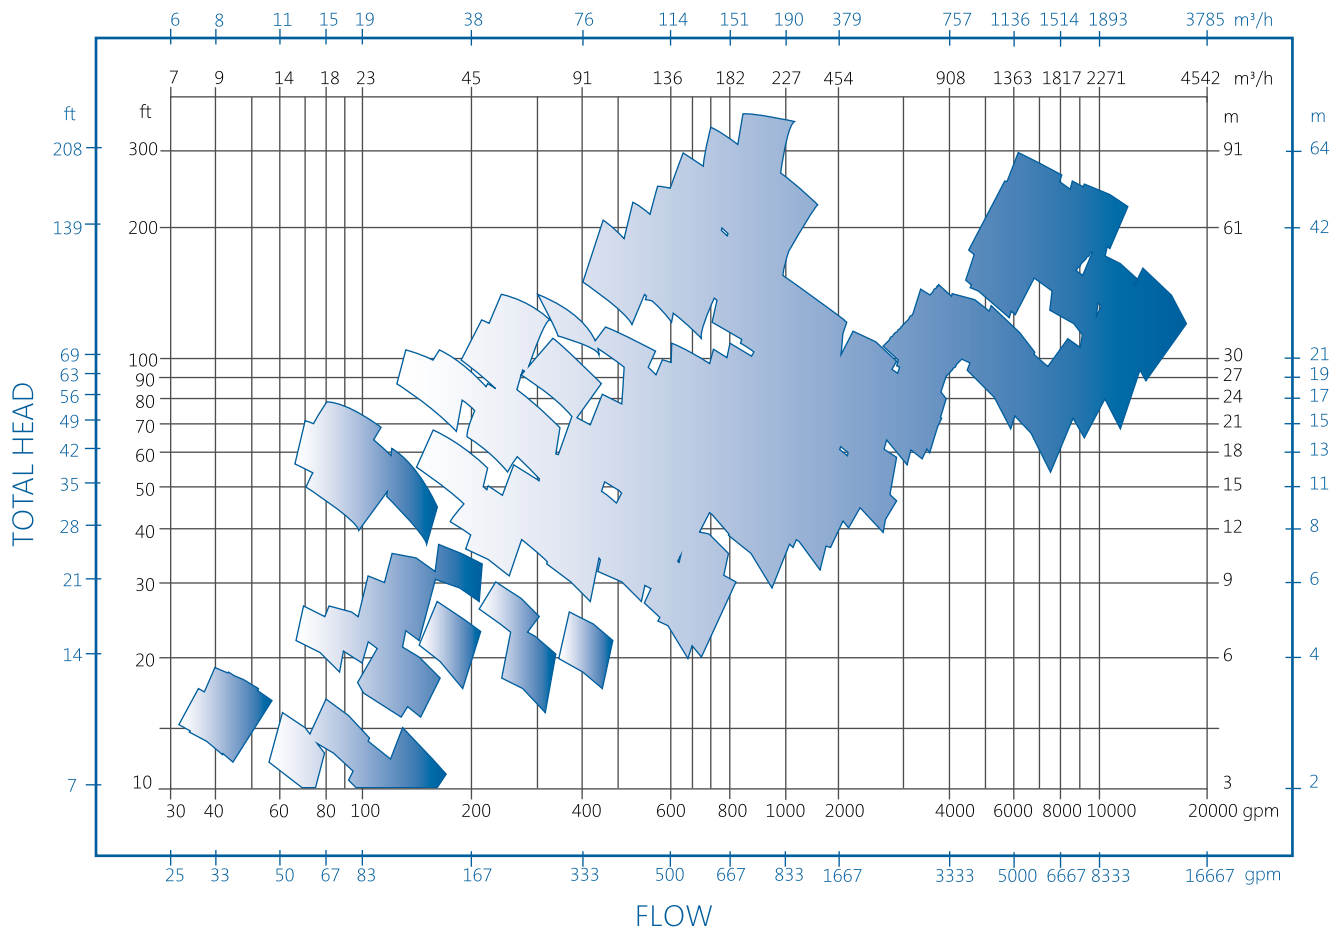 6 8 11 15 19 38 76 114 151 190 379 757 1136 1514 1893 3785 m³/h
7 9 14 18 23 45 91 136 182 227 454 908 1363 1817 2271 4542 m³/h
ft ft m m
208 300 91 64
139 200 61 42
69 100 30 21
63 90 27 19
56 80 24 17
49 70 21 15
42 60 18 13
35 50 15 11
28 40 12 8
21 30 9 6
14 20 6 4
7 10 3 2
TOTAL HEAD
30 40 60 80 100 200 400 600 800 1000 2000 4000 6000 8000 10000 20000 gpm
25 33 50 67 83 167 333 500 667 833 1667 3333 5000 6667 8333 16667 gpm
FLOW